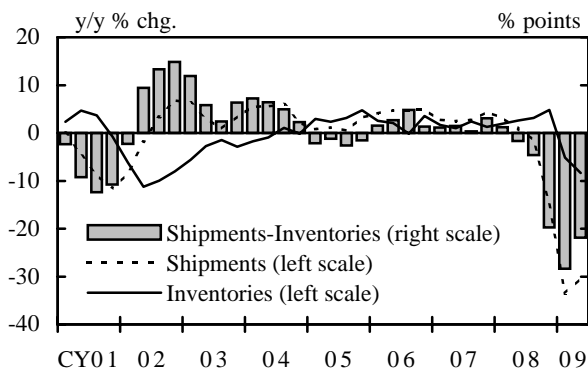 y/y % chg. % points
20
10
0
-10
-20
-30
-40
Shipments-Inventories (right scale)
Shipments (left scale)
Inventories (left scale)
CY01 02 03 04 05 06 07 08 09